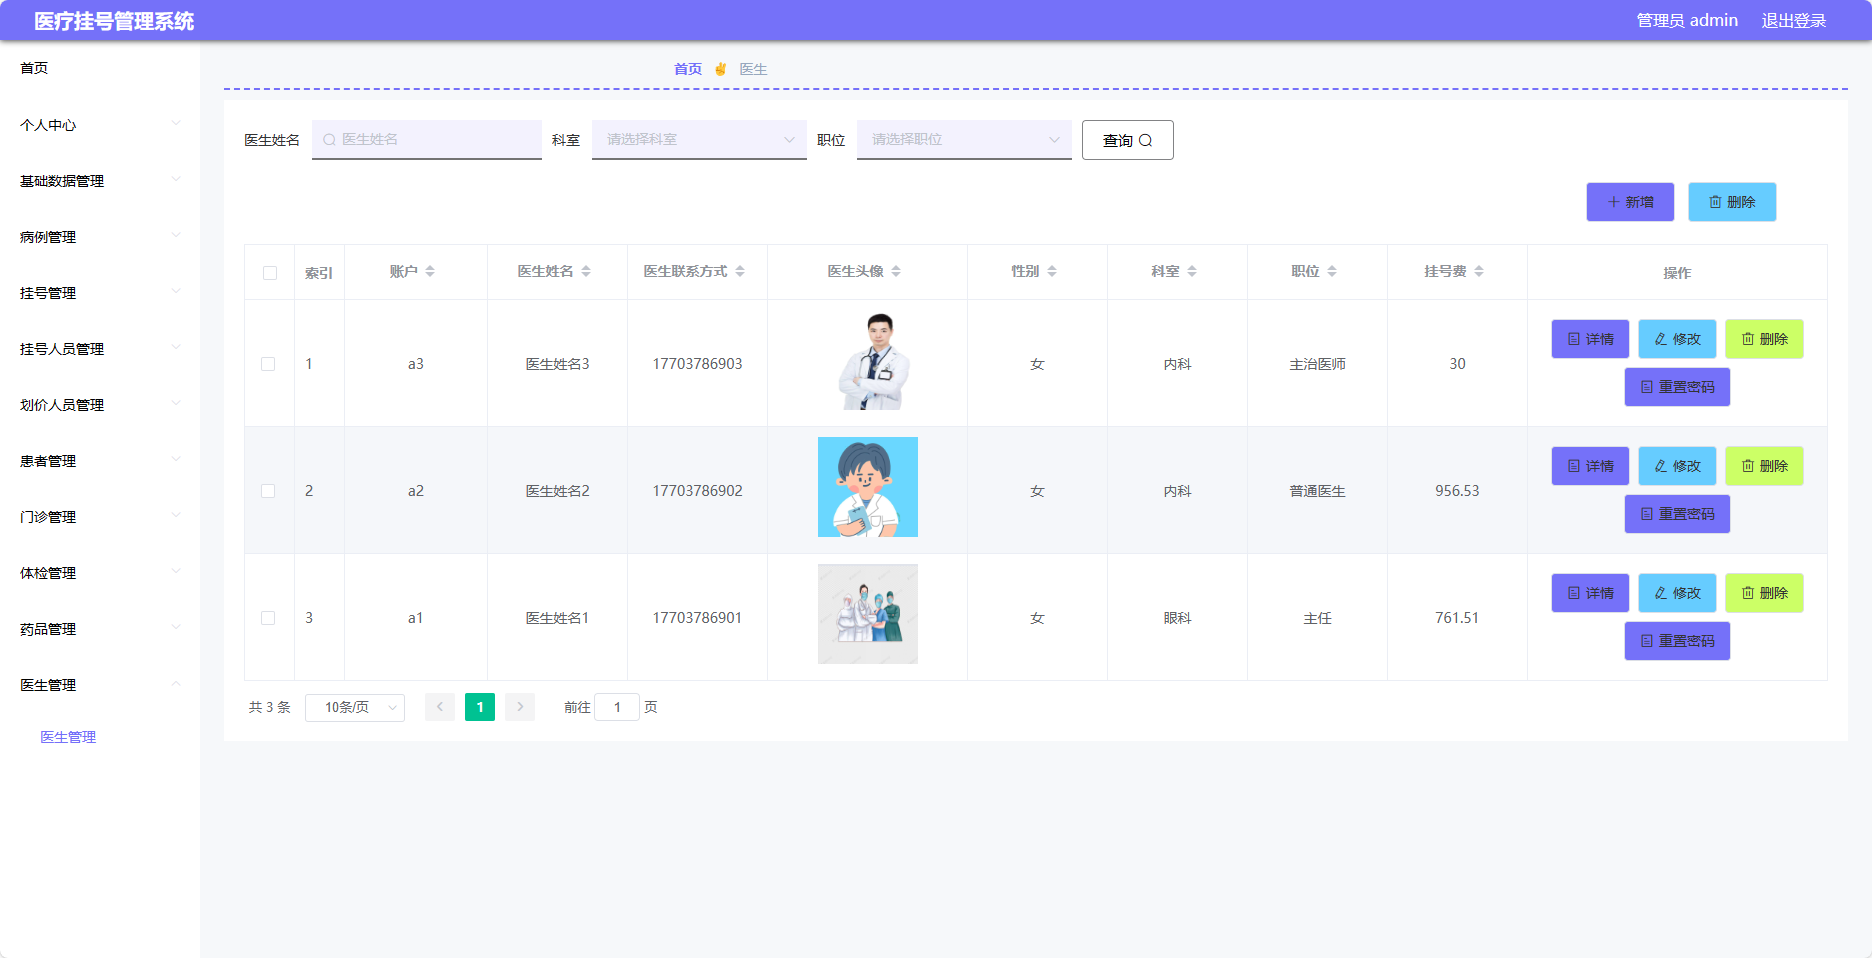 医疗挂号管理系统
管理员 admin 退出登录
首页
个人中心
基础数据管理
病例管理
挂号管理
挂号人员管理
划价人员管理
患者管理
门诊管理
体检管理
药品管理
医生管理
医生管理
首页 医生
医生姓名 医生姓名 科室 请选择科室 职位 请选择职位 查询
新增 删除
索引 账户 医生姓名 医生联系方式 医生头像 性别 科室 职位 挂号费 操作
1 a3 医生姓名3 17703786903 女 内科 主治医师 30 详情 修改 删除
重置密码
2 a2 医生姓名2 17703786902 女 内科 普通医生 956.53 详情 修改 删除
重置密码
3 a1 医生姓名1 17703786901 女 眼科 主任 761.51 详情 修改 删除
重置密码
共 3 条 10条/页 1 前往 1 页